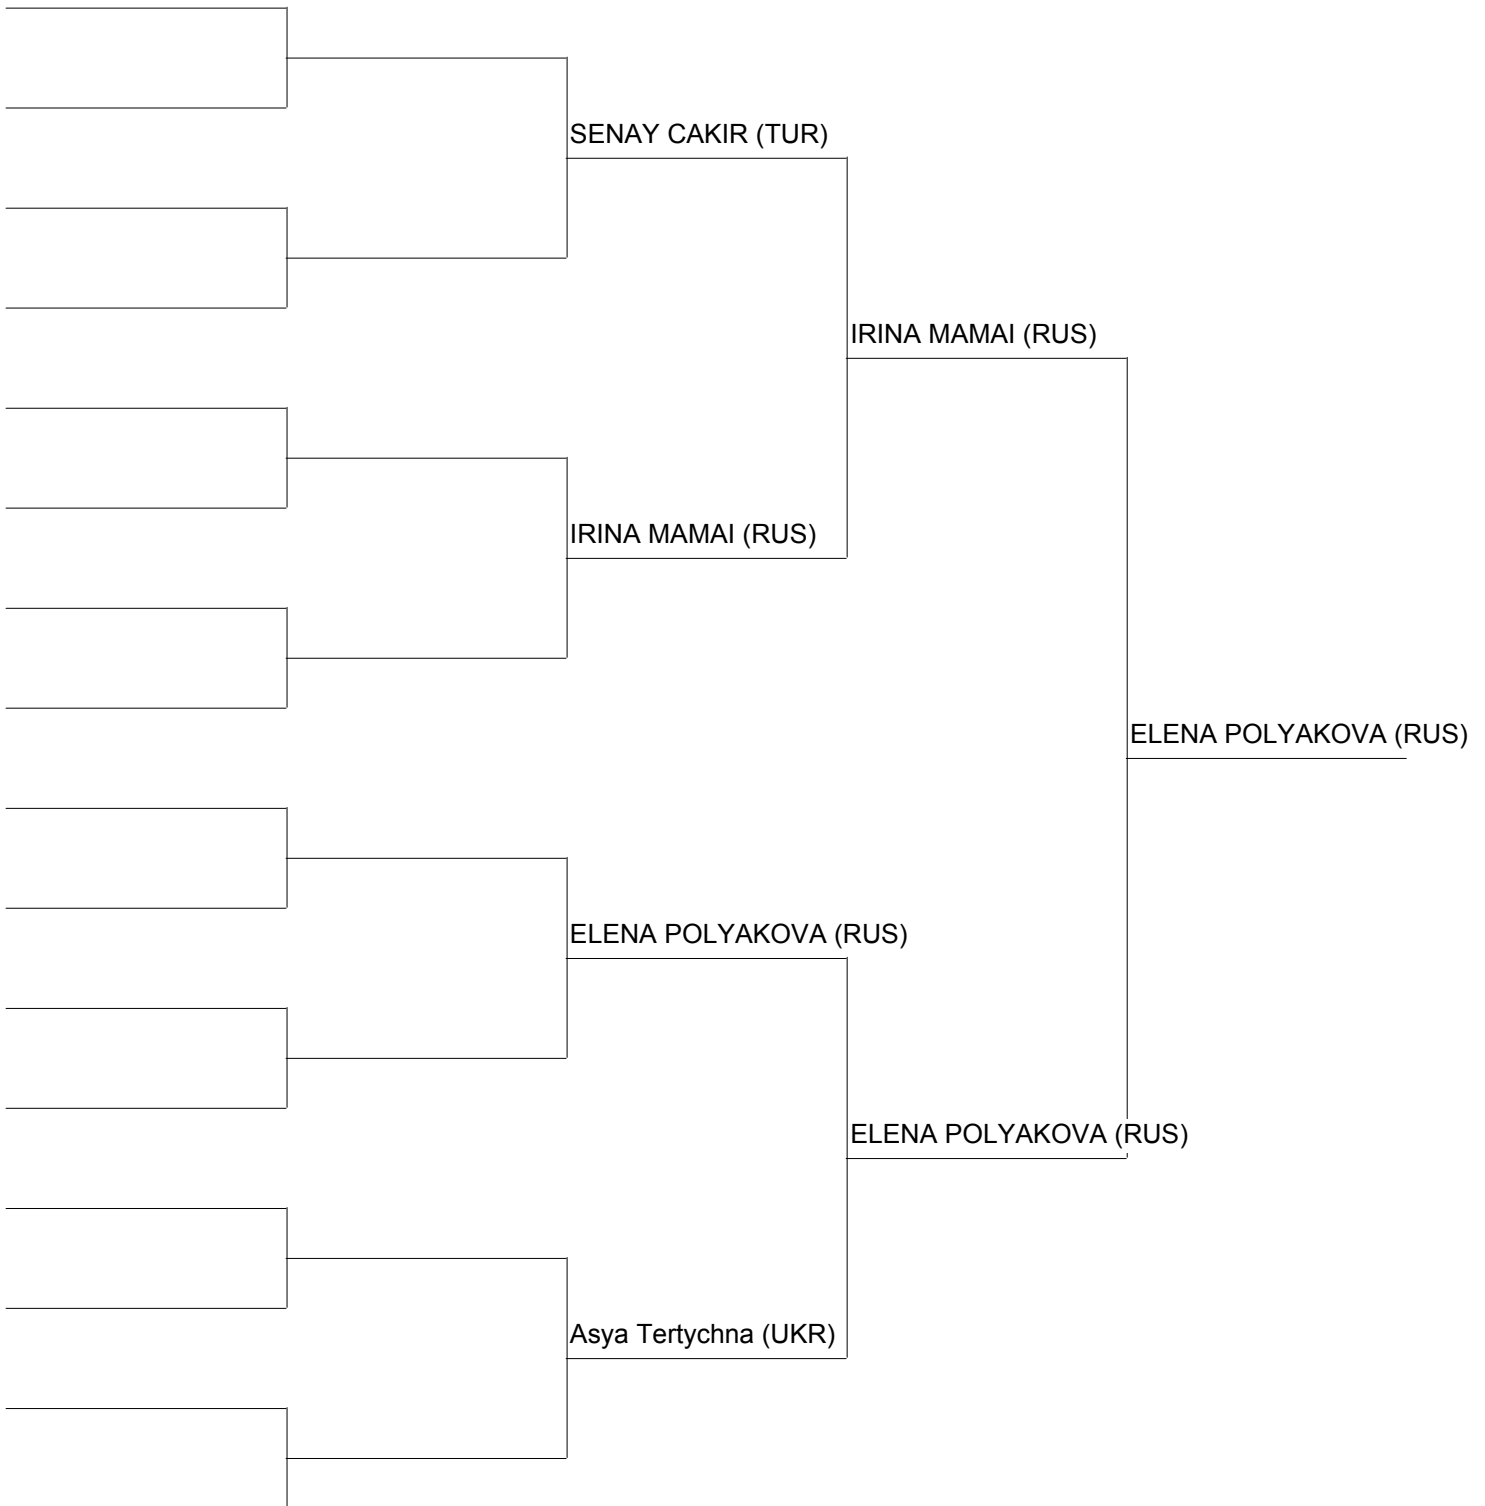 SENAY CAKIR (TUR)
IRINA MAMAI (RUS)
IRINA MAMAI (RUS)
ELENA POLYAKOVA (RUS)
ELENA POLYAKOVA (RUS)
ELENA POLYAKOVA (RUS)
Asya Tertychna (UKR)